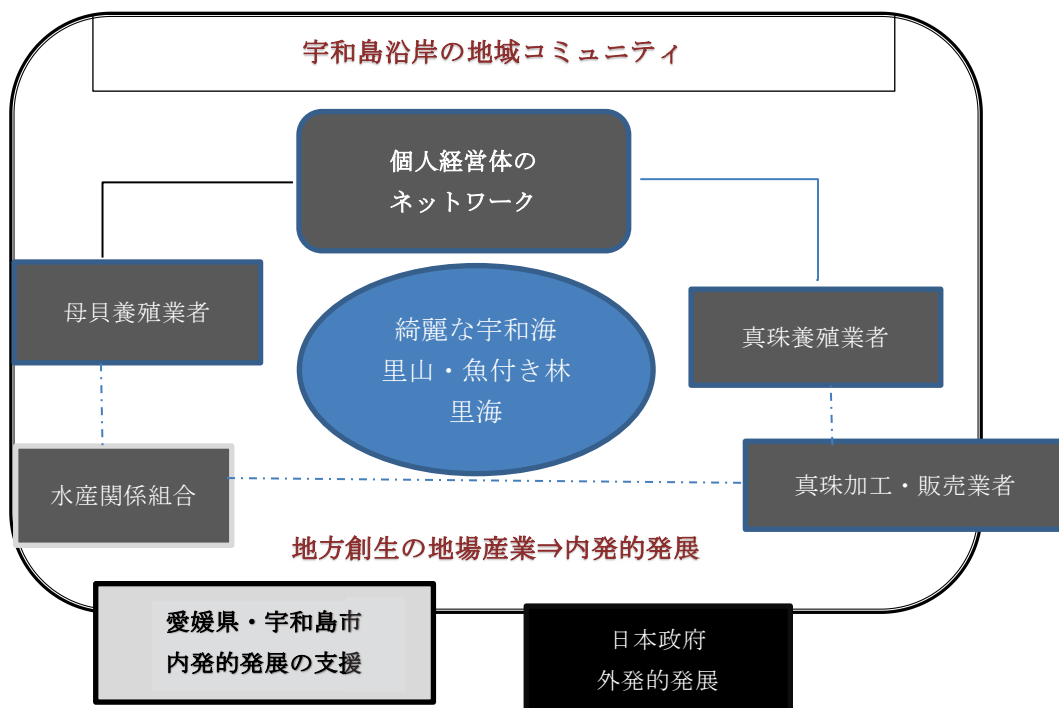 宇和島沿岸の地域コミュニティ
個人経営体の
ネットワーク
母貝養殖業者
綺麗な宇和海
里山・魚付き林
里海
真珠養殖業者
水産関係組合
真珠加工・販売業者
地方創生の地場産業⇒内発的発展
愛媛県・宇和島市
内発的発展の支援
日本政府
外発的発展